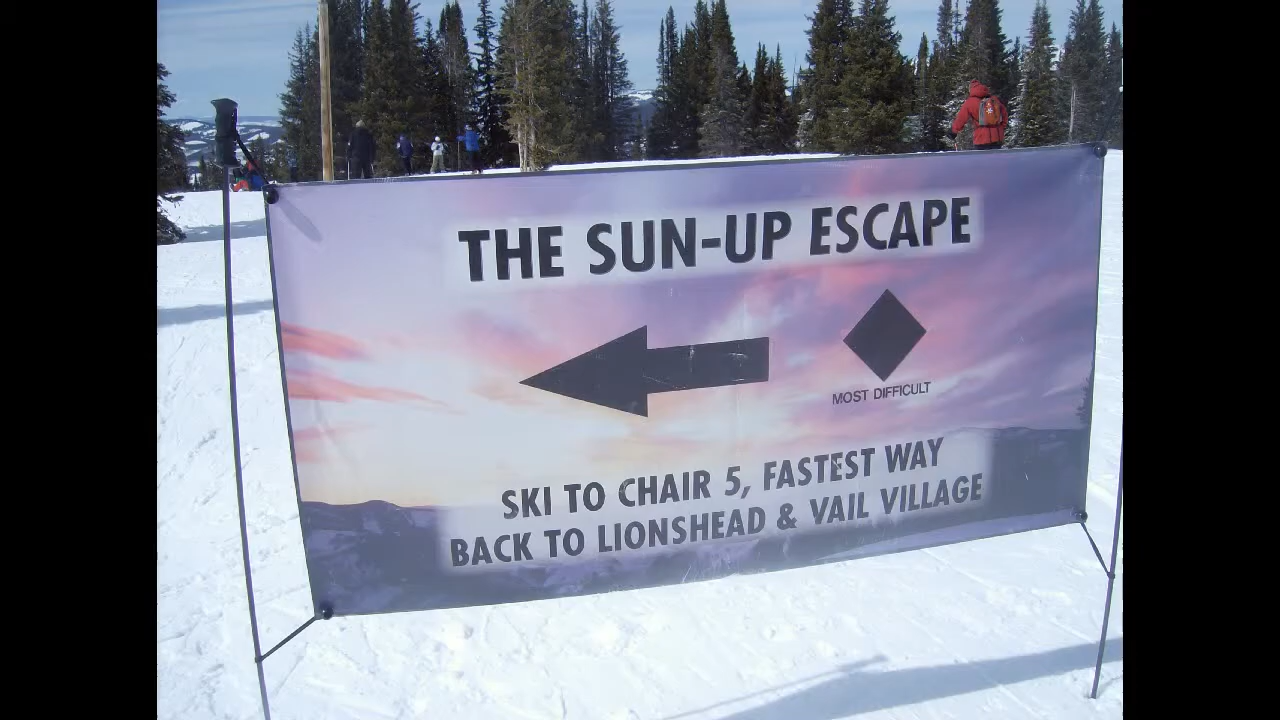 THE SUN-UP ESCAPE
MOST DIFFICULT
SKI TO CHAIR 5, FASTEST WAY
BACK TO LIONSHEAD & VAIL VILLAGE